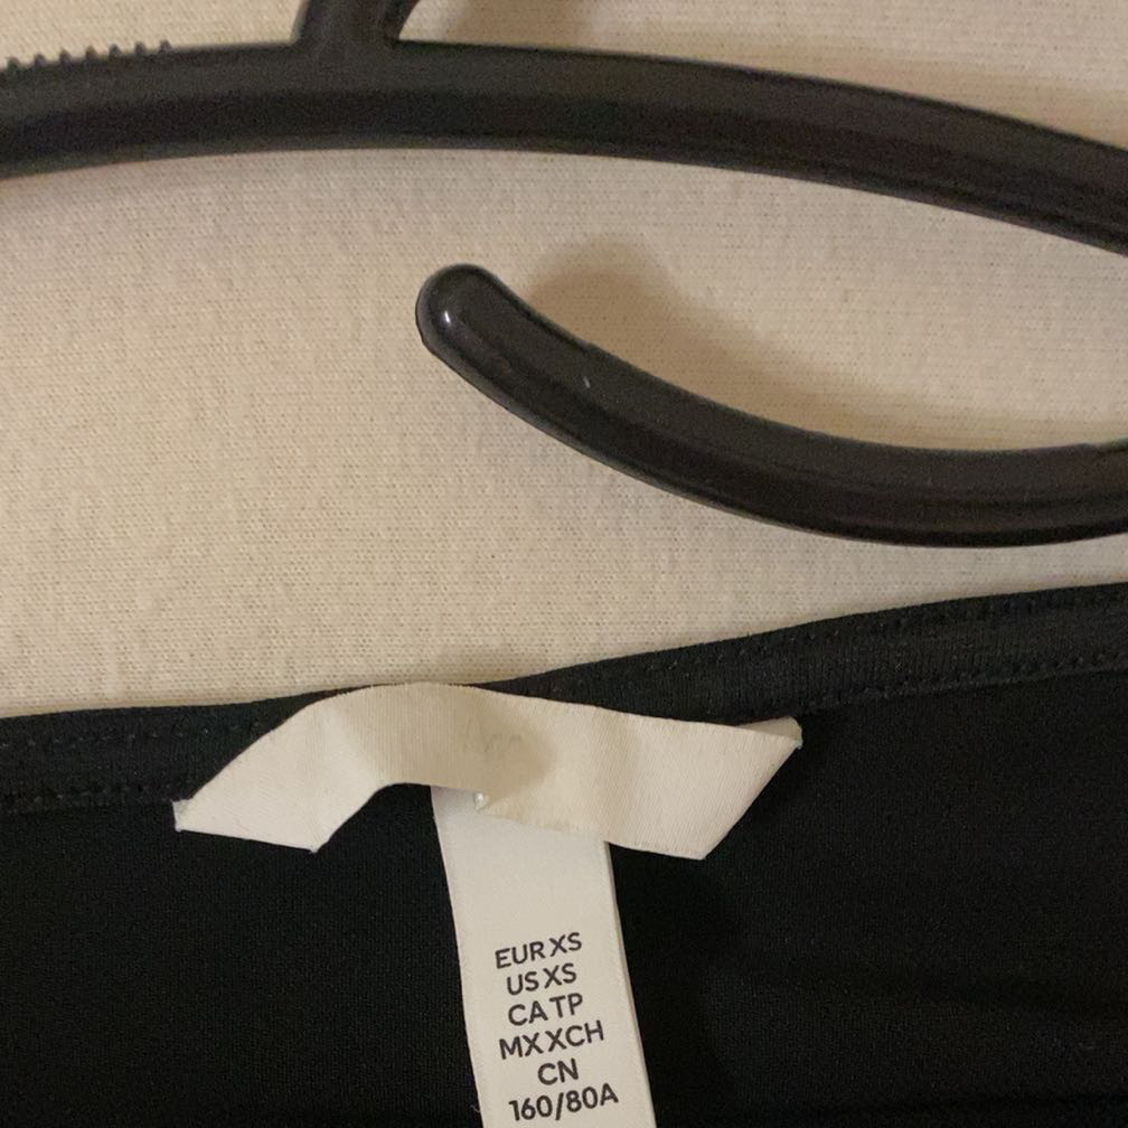 EUR XS
US XS
CA TP
MX XCH
CN
160/80A